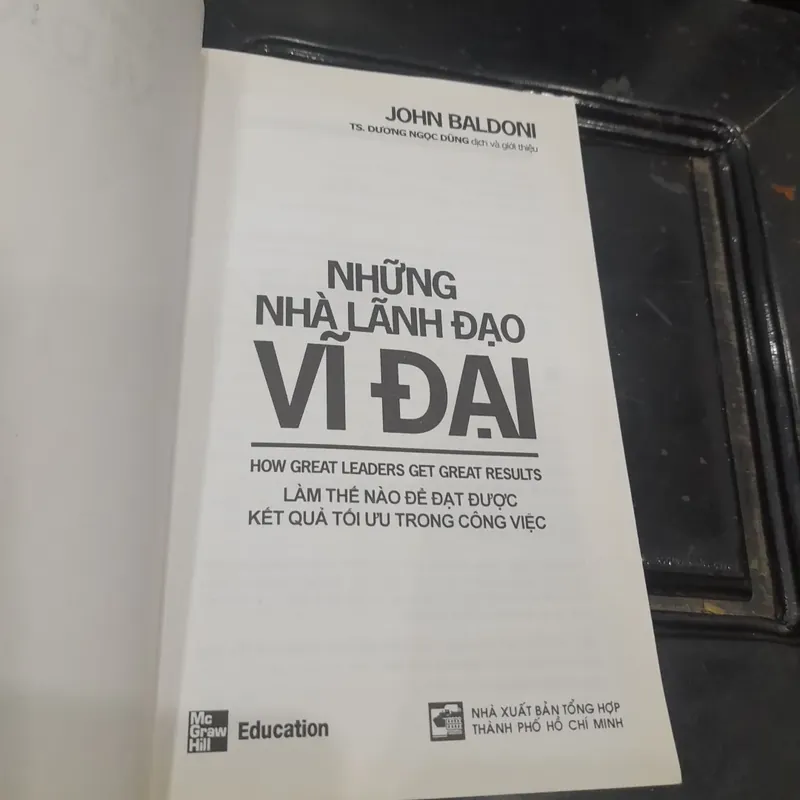 JOHN BALDONI
TS. DƯƠNG NGỌC DŨNG dịch và giới thiệu
NHỮNG
NHÀ LÃNH ĐẠO
VĨ ĐẠI
HOW GREAT LEADERS GET GREAT RESULTS
LÀM THẾ NÀO ĐỂ ĐẠT ĐƯỢC
KẾT QUẢ TỐI ƯU TRONG CÔNG VIỆC
Mc
Graw
Hill
Education
NHÀ XUẤT BẢN TỔNG HỢP
THÀNH PHỐ HỒ CHÍ MINH